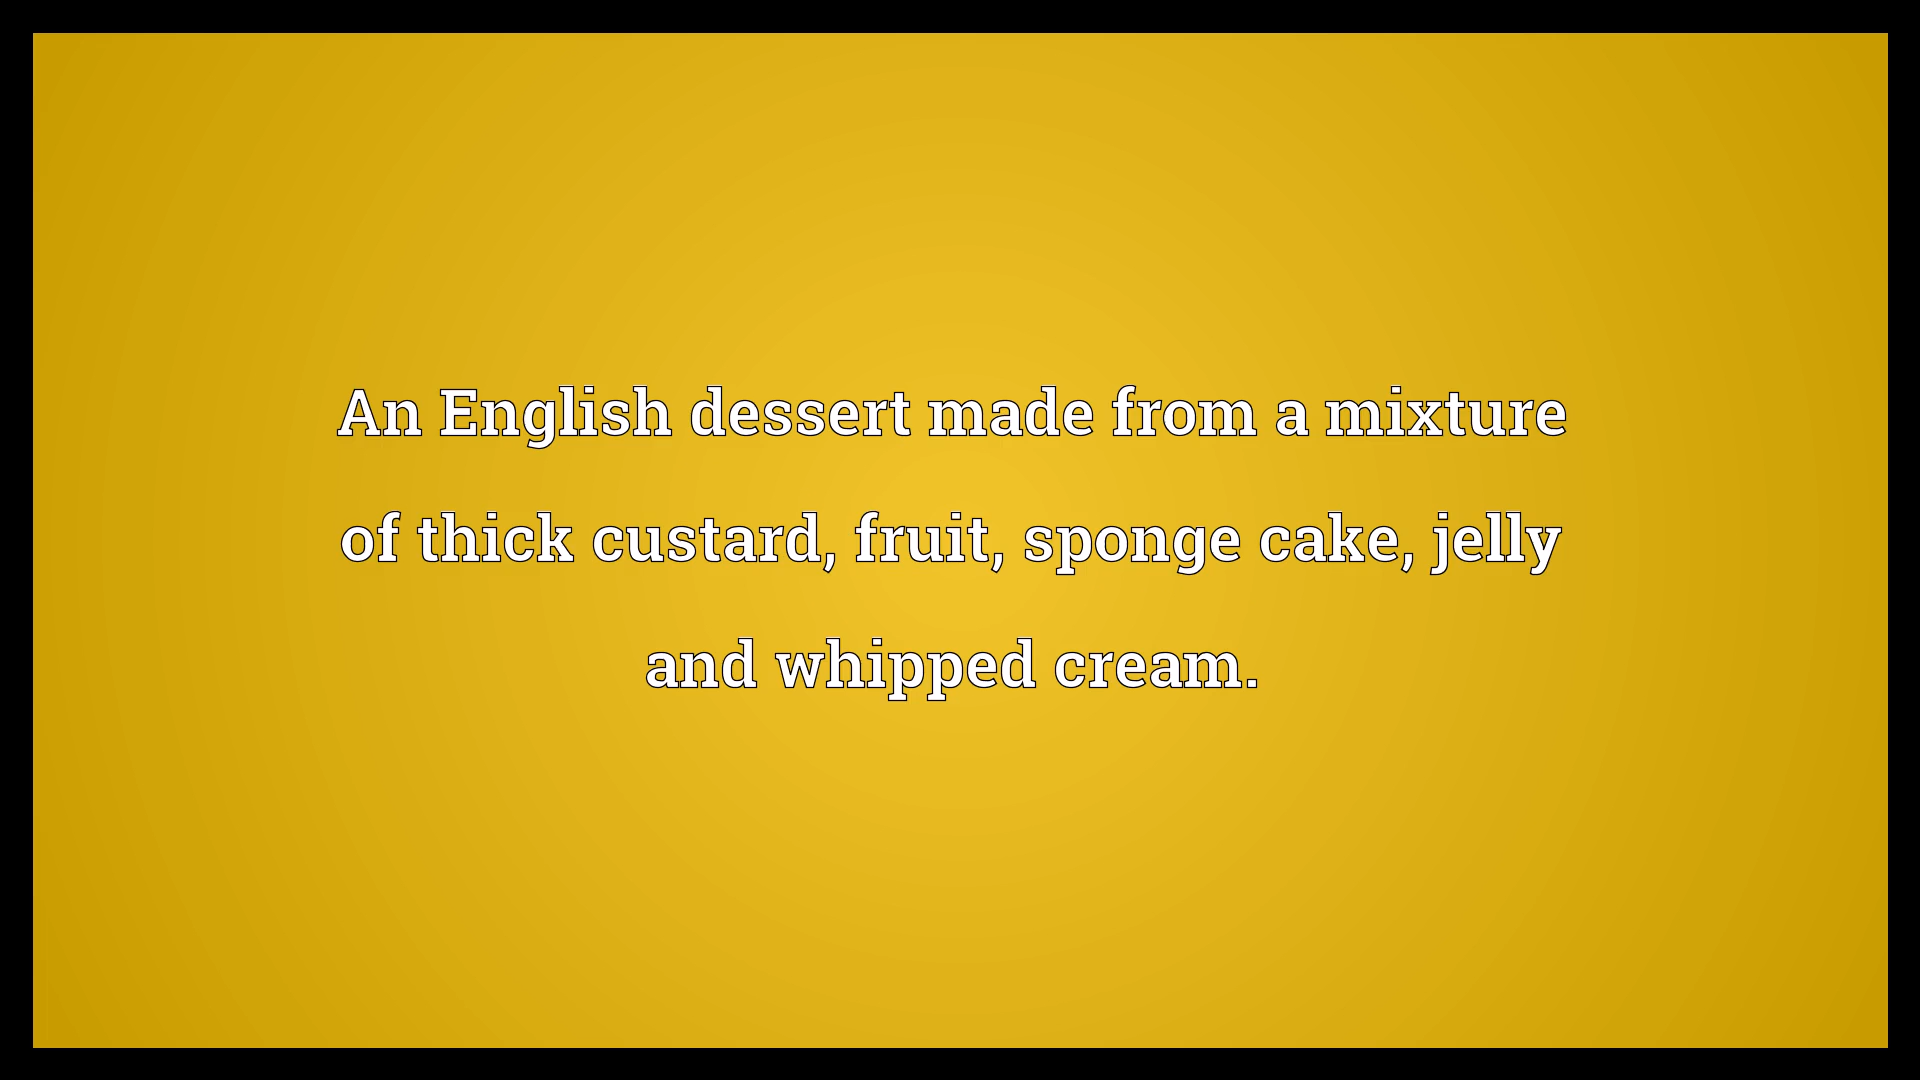 An English dessert made from a mixture
of thick custard, fruit, sponge cake, jelly
and whipped cream.